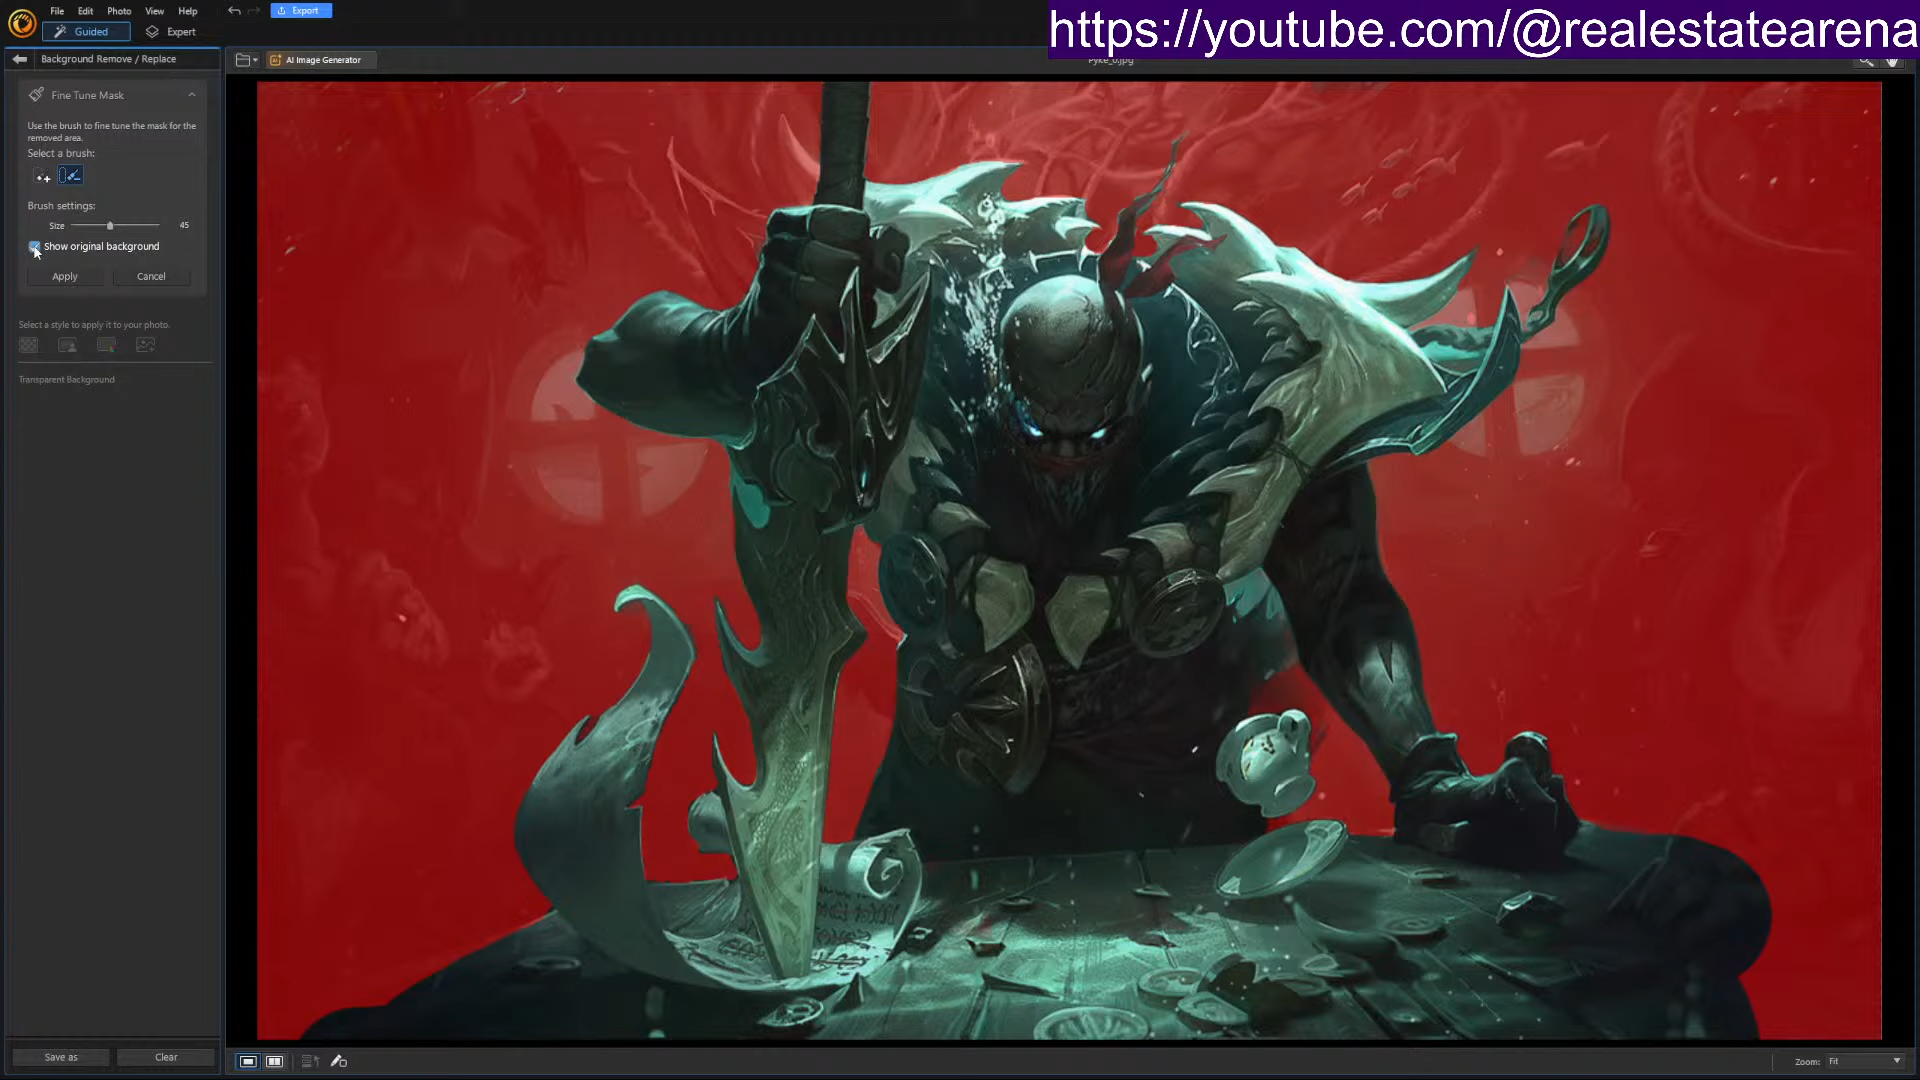 File Edit Photo View Help Export
https://youtube.com/@realestatearena
Guided Expert
Background Remove / Replace
AI Image Generator
Pyke_0.jpg
Fine Tune Mask
Use the brush to fine tune the mask for the
removed area.
Select a brush:
Brush settings:
Size 45
Show original background
Apply Cancel
Select a style to apply it to your photo.
Transparent Background
Save as Clear
Zoom: Fit